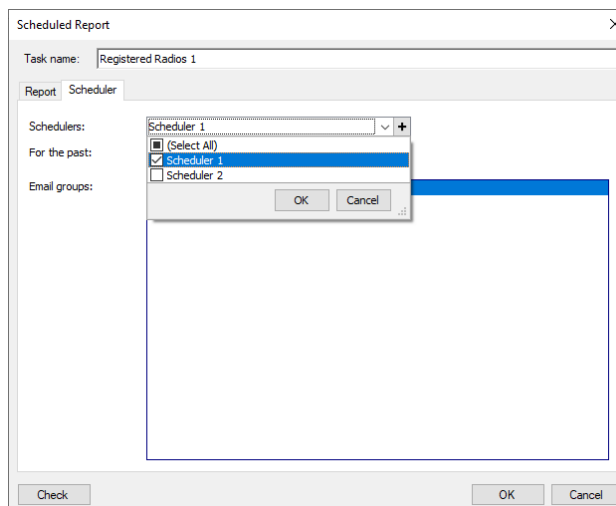 Scheduled Report
Task name: Registered Radios 1
Report Scheduler
Schedulers: Scheduler 1
(Select All)
For the past:
Scheduler 1
Scheduler 2
Email groups:
OK Cancel
Check OK Cancel